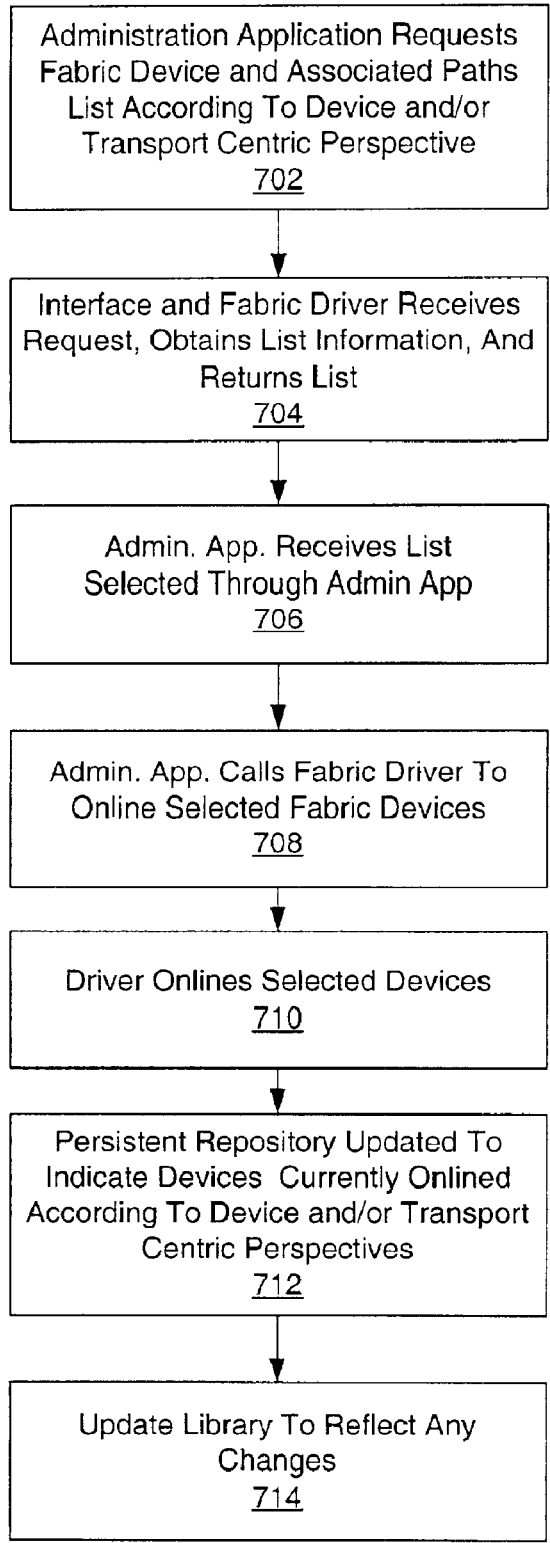 Administration Application Requests
Fabric Device and Associated Paths
List According To Device and/or
Transport Centric Perspective
702
Interface and Fabric Driver Receives
Request, Obtains List Information, And
Returns List
704
Admin. App. Receives List
Selected Through Admin App
706
Admin. App. Calls Fabric Driver To
Online Selected Fabric Devices
708
Driver Onlines Selected Devices
710
Persistent Repository Updated To
Indicate Devices Currently Onlined
According To Device and/or Transport
Centric Perspectives
712
Update Library To Reflect Any
Changes
714